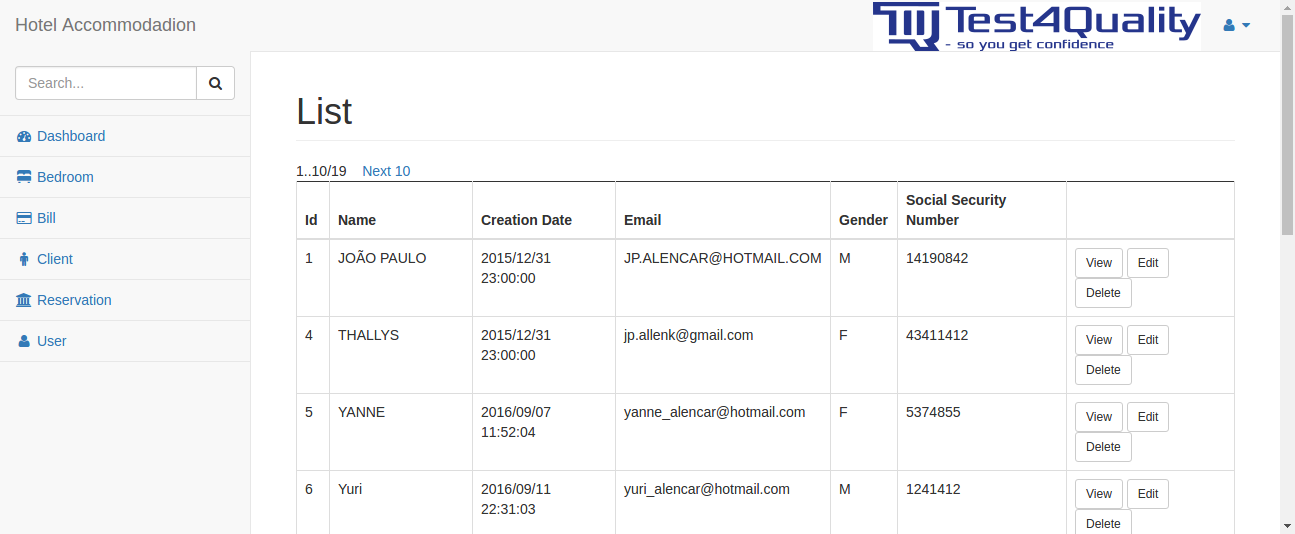 Hotel Accommodadion
Test4Quality
- so you get confidence
Search...
Dashboard
Bedroom
Bill
Client
Reservation
User
List
1..10/19 Next 10
Id Name Creation Date Email Gender Social Security
Number
1 JOÃO PAULO 2015/12/31 JP.ALENCAR@HOTMAIL.COM M 14190842 View Edit
23:00:00 Delete
4 THALLYS 2015/12/31 jp.allenk@gmail.com F 43411412 View Edit
23:00:00 Delete
5 YANNE 2016/09/07 yanne_alencar@hotmail.com F 5374855 View Edit
11:52:04 Delete
6 Yuri 2016/09/11 yuri_alencar@hotmail.com M 1241412 View Edit
22:31:03 Delete